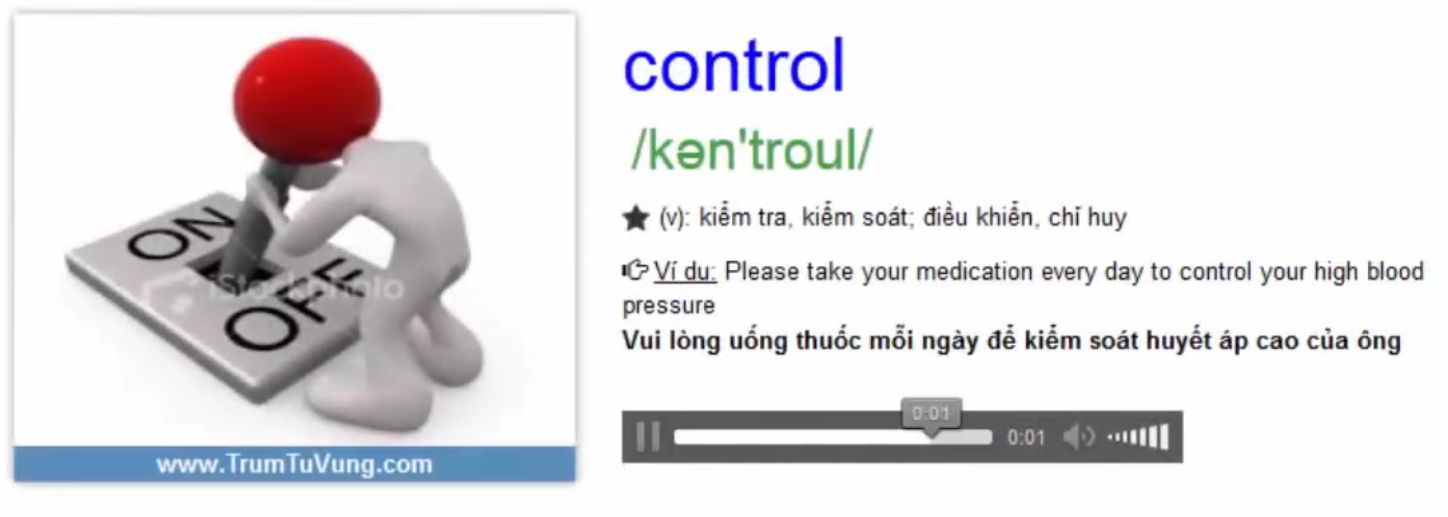 control
/kən'troul/
ON
OFF
iStockphoto
★ (v): kiểm tra, kiểm soát; điều khiển, chỉ huy
Ví dụ: Please take your medication every day to control your high blood
pressure
Vui lòng uống thuốc mỗi ngày để kiểm soát huyết áp cao của ông
0:01
0:01
www.TrumTuVung.com